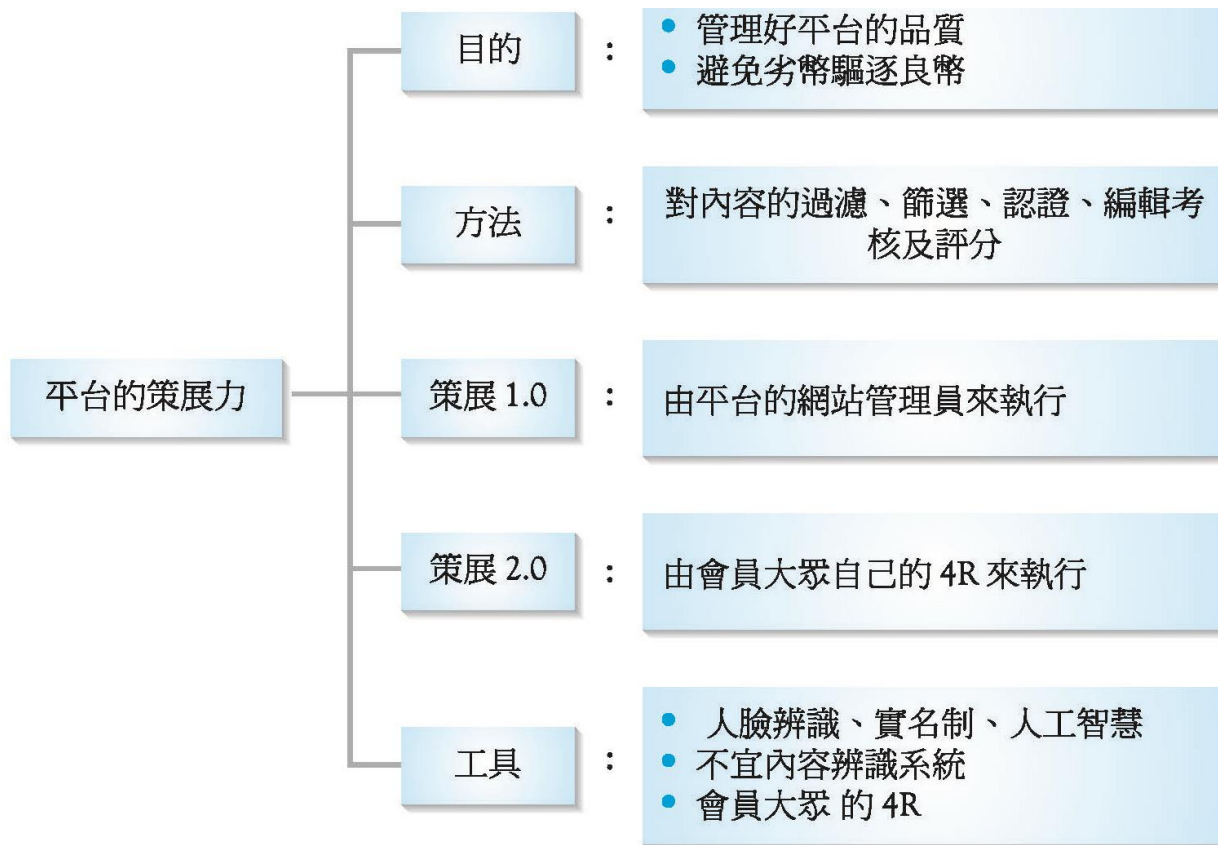 目的
:
• 管理好平台的品質
• 避免劣幣驅逐良幣
方法
:
對內容的過濾、篩選、認證、編輯考
核及評分
平台的策展力
策展 1.0
:
由平台的網站管理員來執行
策展 2.0
:
由會員大眾自己的 4R 來執行
工具
:
• 人臉辨識、實名制、人工智慧
• 不宜內容辨識系統
• 會員大眾 的 4R